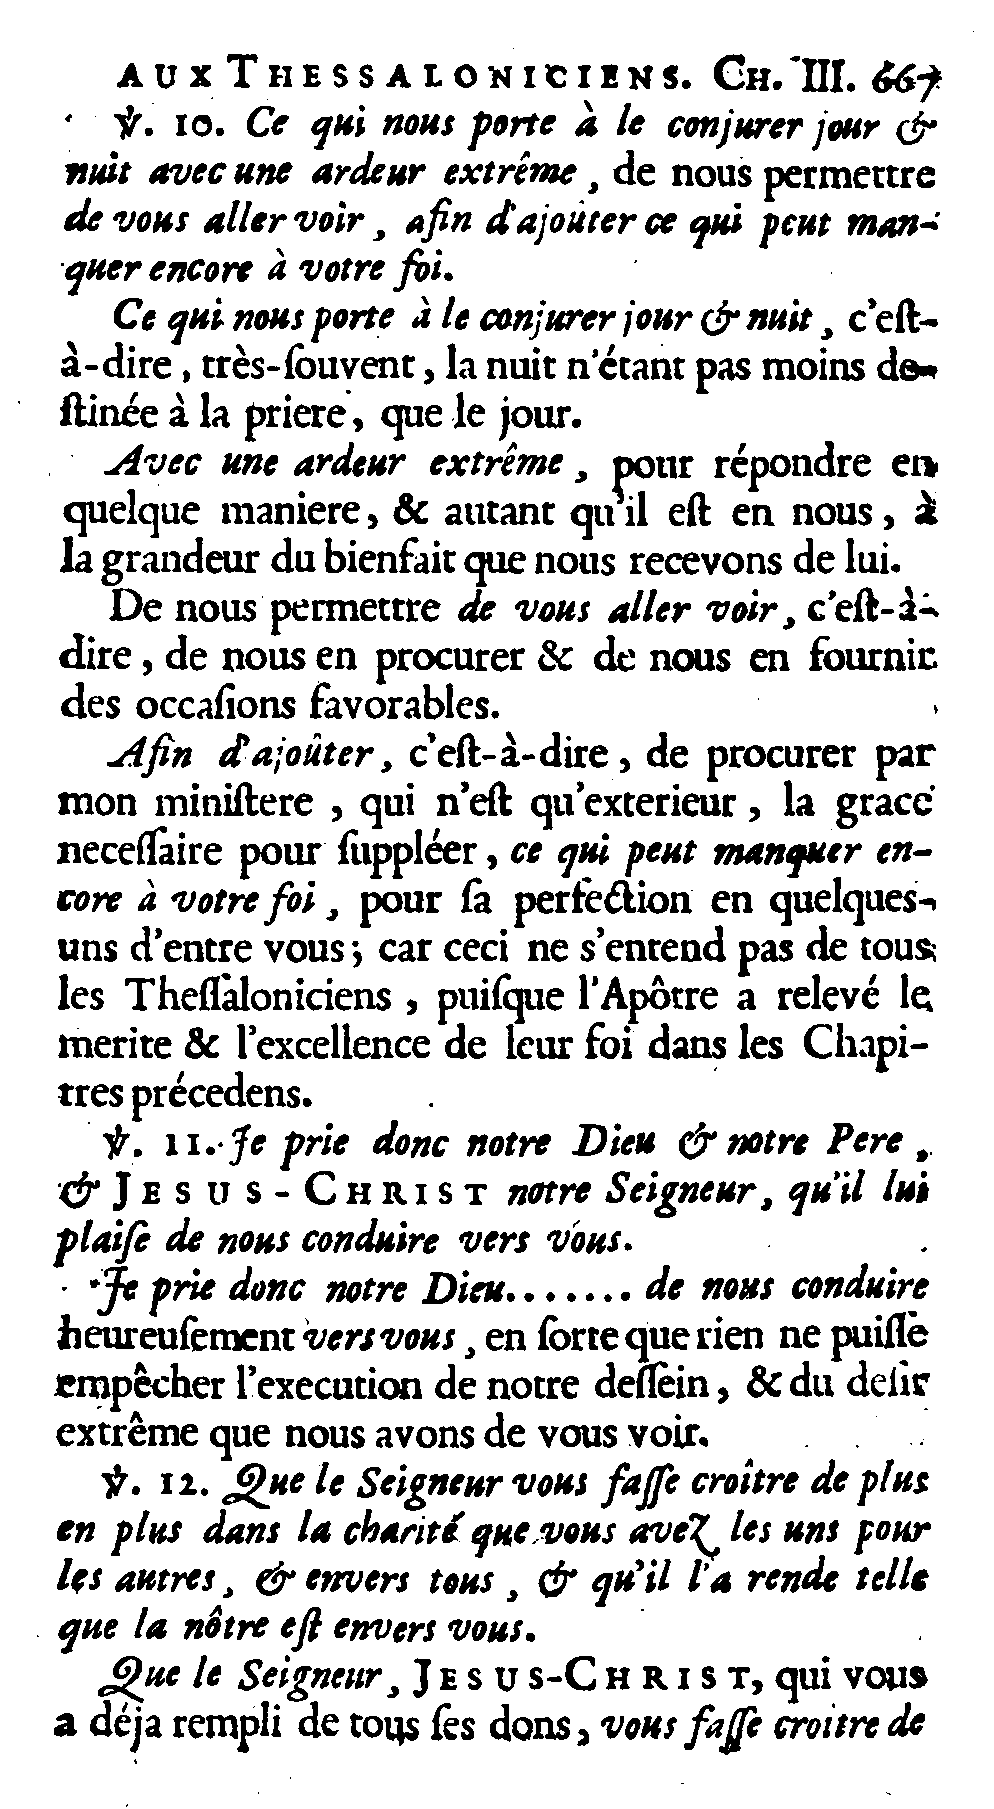 AUX THESSALONICIENS. CH. III. 667
℣. 10. Ce qui nous porte à le conjurer jour &
nuit avec une ardeur extrême, de nous permettre
de vous aller voir, afin d'ajoûter ce qui peut man-
quer encore à votre foi.
Ce qui nous porte à le conjurer jour & nuit, c'eſt-
à-dire, très-ſouvent, la nuit n'étant pas moins de-
ſtinée à la priere, que le jour.
Avec une ardeur extrême, pour répondre en
quelque maniere, & autant qu'il eſt en nous, à
la grandeur du bienfait que nous recevons de lui.
De nous permettre de vous aller voir, c'eſt-à-
dire, de nous en procurer & de nous en fournir
des occaſions favorables.
Afin d'ajoûter, c'eſt-à-dire, de procurer par
mon miniſtere, qui n'eſt qu'exterieur, la grace
neceſſaire pour ſuppléer, ce qui peut manquer en-
core à votre foi, pour ſa perfection en quelques-
uns d'entre vous; car ceci ne s'entend pas de tous
les Theſſaloniciens, puiſque l'Apôtre a relevé le
merite & l'excellence de leur foi dans les Chapi-
tres précedens.
℣. 11. Je prie donc notre Dieu & notre Pere,
& JESUS-CHRIST notre Seigneur, qu'il lui
plaiſe de nous conduire vers vous.
Je prie donc notre Dieu....... de nous conduire
heureuſement vers vous, en ſorte que rien ne puiſſe
empêcher l'execution de notre deſſein, & du deſir
extrême que nous avons de vous voir.
℣. 12. Que le Seigneur vous faſſe croître de plus
en plus dans la charité que vous avez les uns pour
les autres, & envers tous, & qu'il l'a rende telle
que la nôtre eſt envers vous.
Que le Seigneur, JESUS-CHRIST, qui vous
a déja rempli de tous ſes dons, vous faſſe croitre de